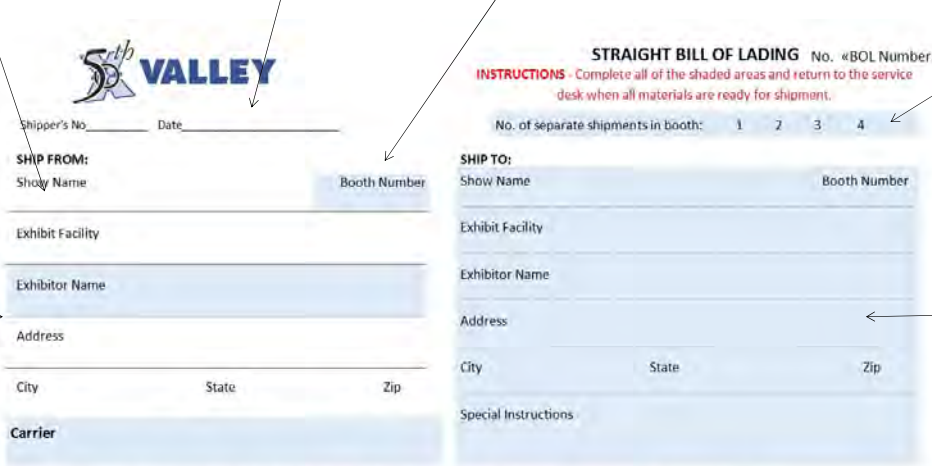 5th VALLEY
Shipper's No________ Date____________________
SHIP FROM:
Show Name Booth Number
Exhibit Facility
Exhibitor Name
Address
City State Zip
Carrier
STRAIGHT BILL OF LADING No. «BOL Number
INSTRUCTIONS - Complete all of the shaded areas and return to the service
desk when all materials are ready for shipment.
No. of separate shipments in booth: 1 2 3 4
SHIP TO:
Show Name Booth Number
Exhibit Facility
Exhibitor Name
Address
City State Zip
Special Instructions